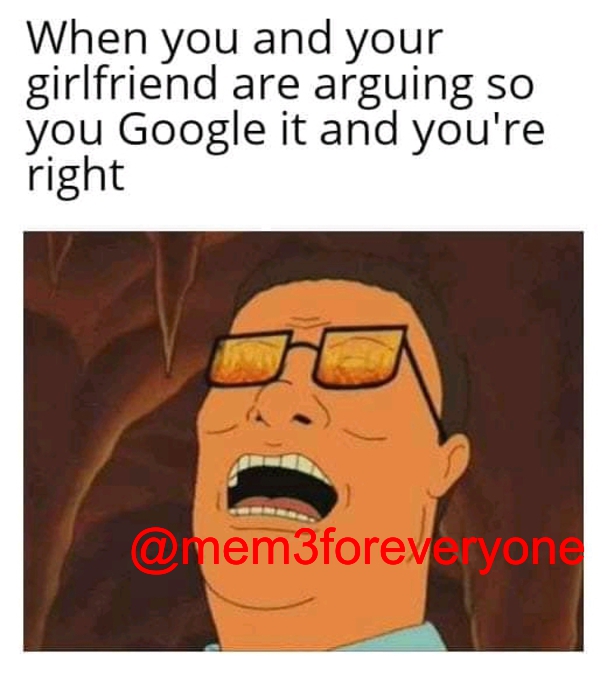 When you and your
girlfriend are arguing so
you Google it and you're
right
@mem3foreveryone